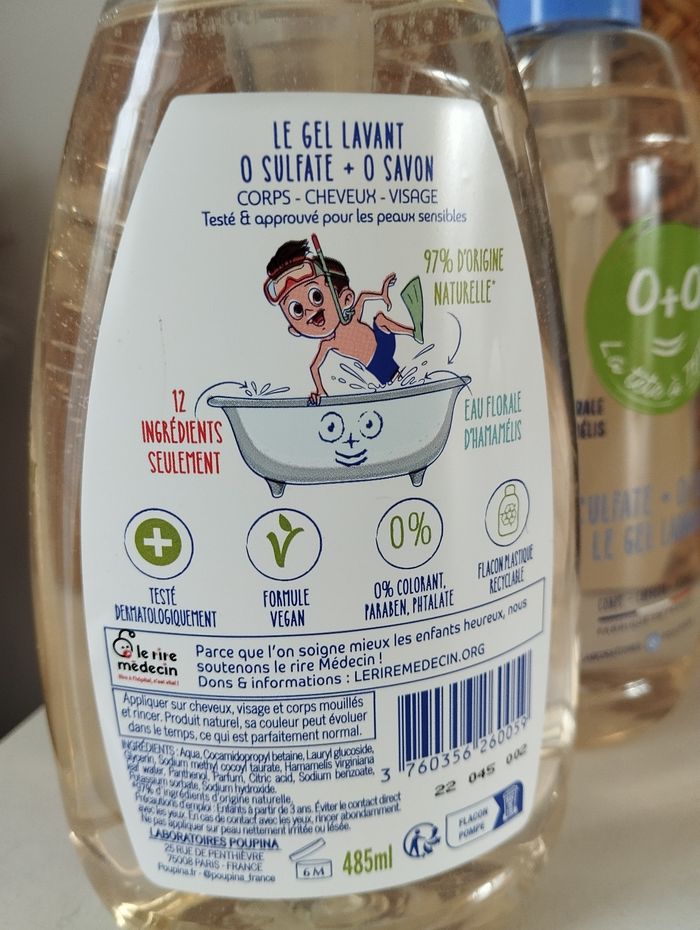 LE GEL LAVANT
0 SULFATE + 0 SAVON
CORPS - CHEVEUX - VISAGE
Testé & approuvé pour les peaux sensibles
97% D'ORIGINE
NATURELLE*
12
INGRÉDIENTS
SEULEMENT
EAU FLORALE
D'HAMAMÉLIS
0%
TESTÉ
DERMATOLOGIQUEMENT
FORMULE
VEGAN
0% COLORANT,
PARABEN, PHTALATE
FLACON PLASTIQUE
RECYCLABLE
le rire
médecin
Parce que l'on soigne mieux les enfants heureux, nous
soutenons le rire Médecin !
Dons & informations : LERIREMEDECIN.ORG
Appliquer sur cheveux, visage et corps mouillés
et rincer. Produit naturel, sa couleur peut évoluer
dans le temps, ce qui est parfaitement normal.
INGRÉDIENTS : Aqua, Cocamidopropyl betaine, Lauryl glucoside,
Glycerin, Sodium methyl cocoyl taurate, Hamamelis virginiana
leaf water, Panthenol, Parfum, Citric acid, Sodium benzoate,
Potassium sorbate, Sodium hydroxide.
*97% d'ingrédients d'origine naturelle.
Précautions d'emploi : Enfants à partir de 3 ans. Éviter le contact direct
avec les yeux. En cas de contact avec les yeux, rincer abondamment.
Ne pas appliquer sur peau nettement irritée ou lésée.
3 760356 260059
22 045 002
LABORATOIRES POUPINA
25 RUE DE PENTHIÈVRE
75008 PARIS - FRANCE
Poupina.fr - @poupina_france
6 M
485ml
FLACON
POMPE
0+0